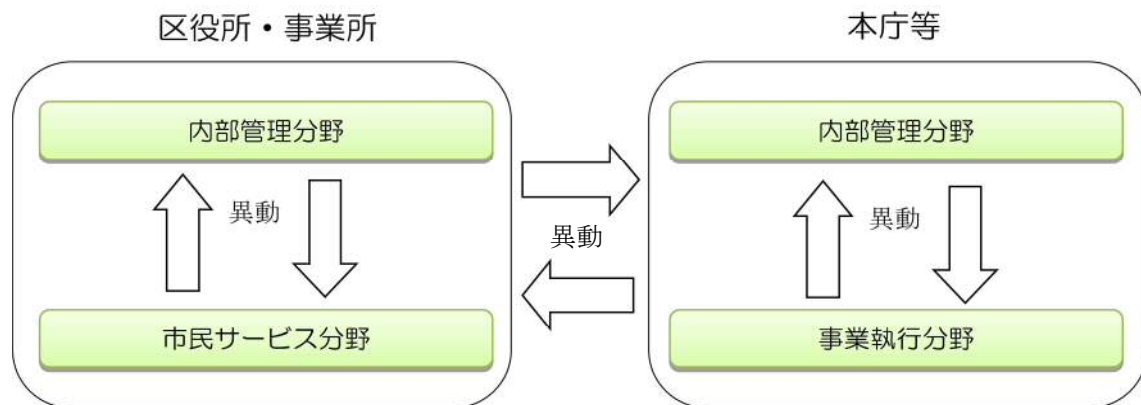 区役所・事業所
本庁等
内部管理分野
内部管理分野
異動
異動
異動
市民サービス分野
事業執行分野